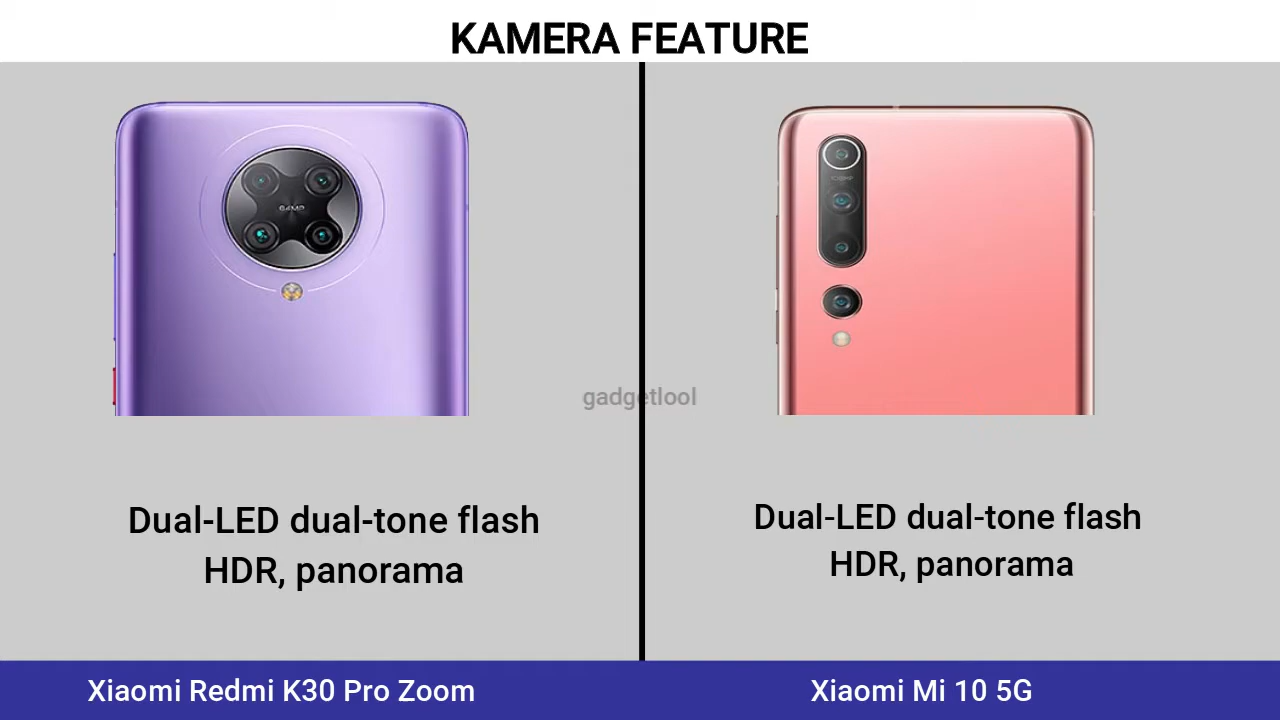 KAMERA FEATURE
64MP
gadgetlool
Dual-LED dual-tone flash
HDR, panorama
Dual-LED dual-tone flash
HDR, panorama
Xiaomi Redmi K30 Pro Zoom
Xiaomi Mi 10 5G